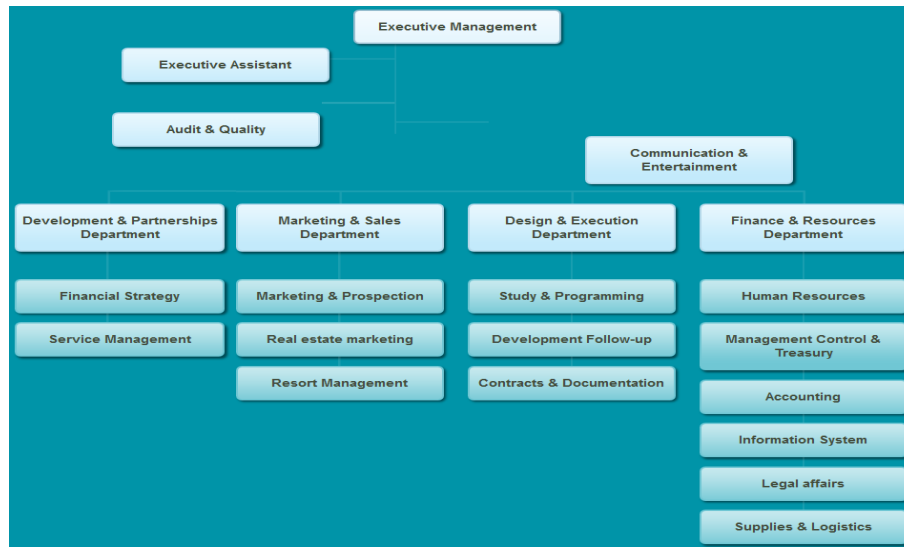 Executive Management
Executive Assistant
Audit & Quality
Communication &
Entertainment
Development & Partnerships
Department
Marketing & Sales
Department
Design & Execution
Department
Finance & Resources
Department
Financial Strategy
Service Management
Marketing & Prospection
Real estate marketing
Resort Management
Study & Programming
Development Follow-up
Contracts & Documentation
Human Resources
Management Control &
Treasury
Accounting
Information System
Legal affairs
Supplies & Logistics